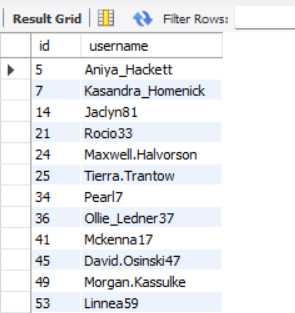 Result Grid Filter Rows:
id username
5 Aniya_Hackett
7 Kasandra_Homenick
14 Jaclyn81
21 Rocio33
24 Maxwell.Halvorson
25 Tierra.Trantow
34 Pearl7
36 Ollie_Ledner37
41 Mckenna17
45 David.Osinski47
49 Morgan.Kassulke
53 Linnea59